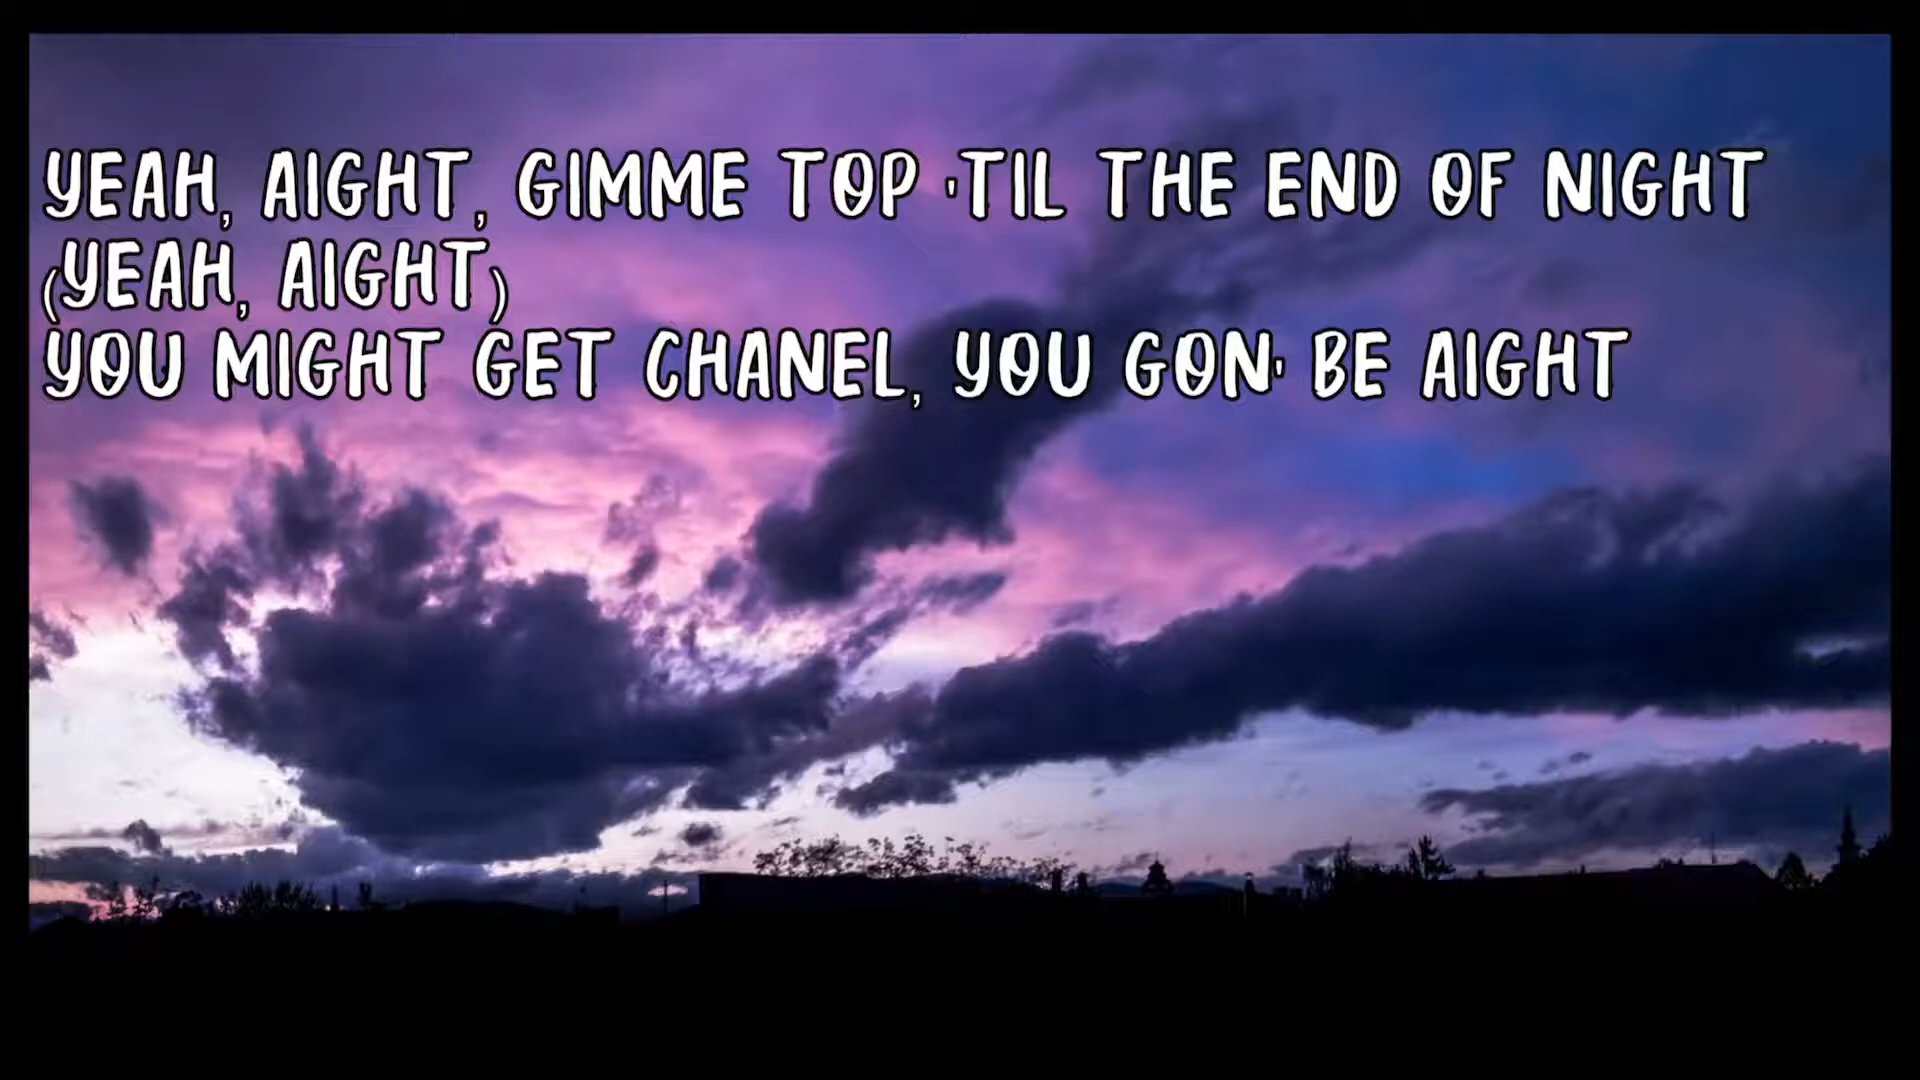 YEAH, AIGHT, GIMME TOP 'TIL THE END OF NIGHT
(YEAH, AIGHT)
YOU MIGHT GET CHANEL, YOU GON' BE AIGHT